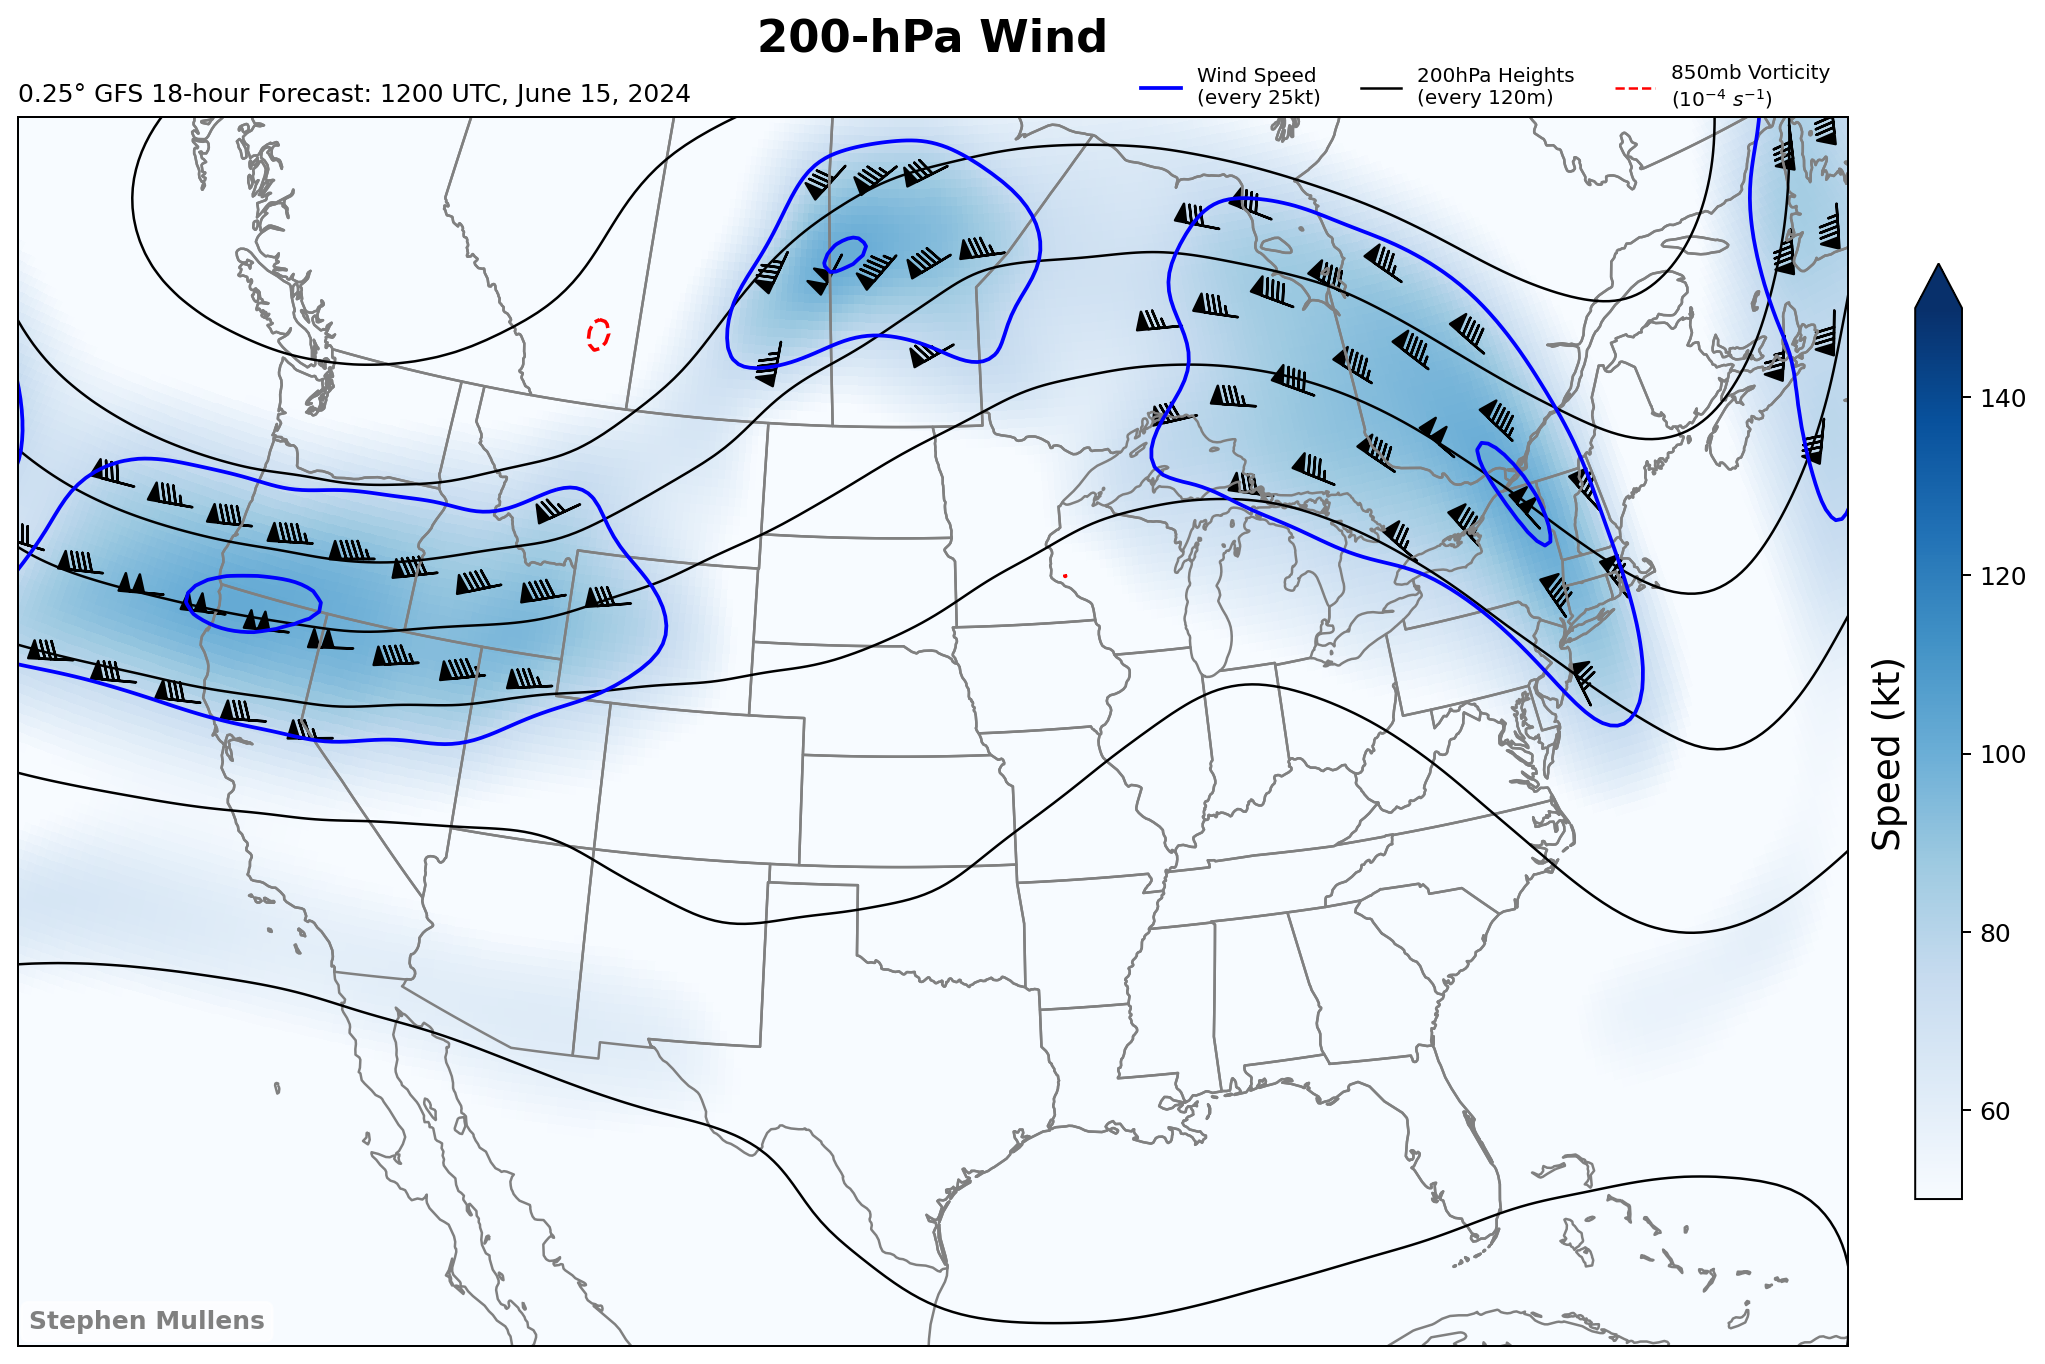 200-hPa Wind
0.25° GFS 18-hour Forecast: 1200 UTC, June 15, 2024
Wind Speed
(every 25kt)
200hPa Heights
(every 120m)
850mb Vorticity
(10⁻⁴ s⁻¹)
140
120
100
80
60
Speed (kt)
Stephen Mullens